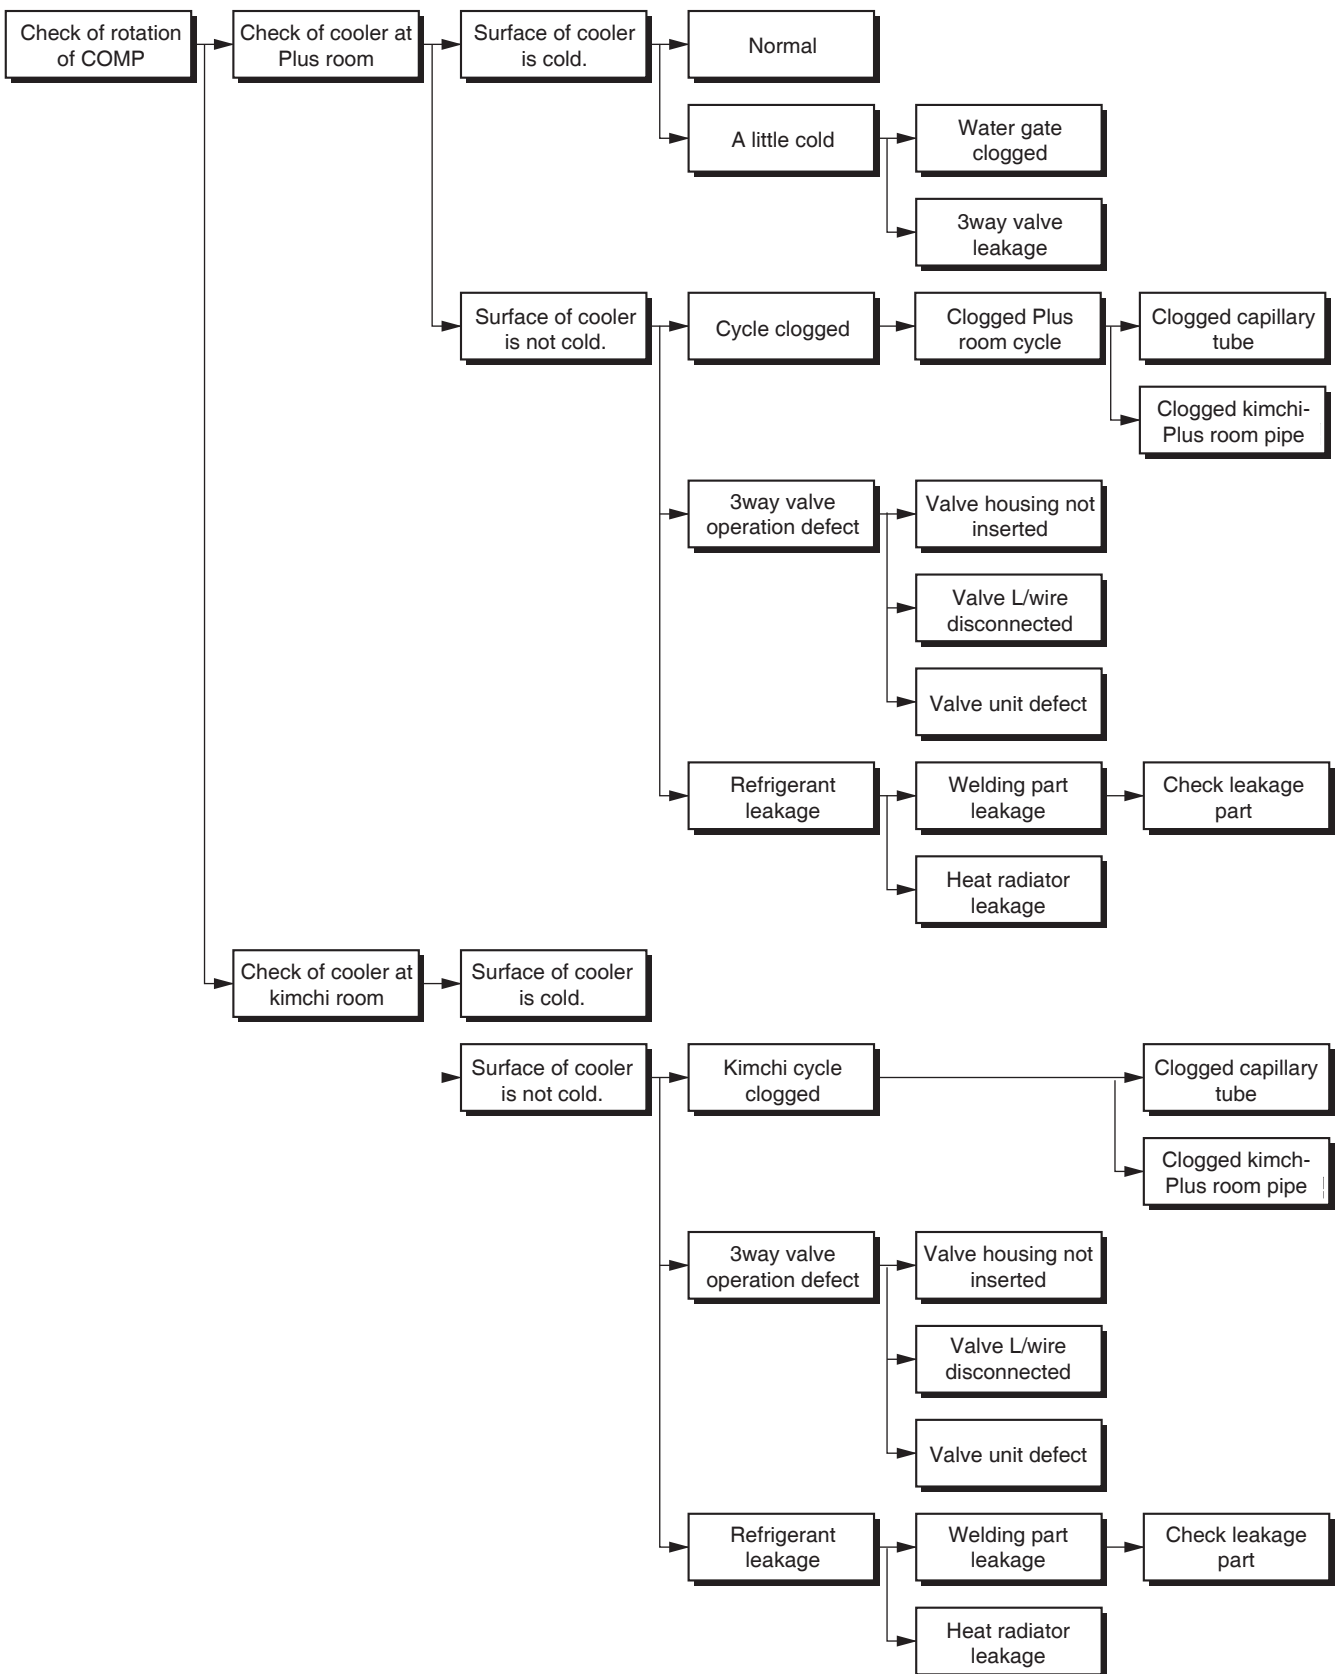 Check of rotation
of COMP
Check of cooler at
Plus room
Surface of cooler
is cold.
Normal
A little cold
Water gate
clogged
3way valve
leakage
Surface of cooler
is not cold.
Cycle clogged
Clogged Plus
room cycle
Clogged capillary
tube
Clogged kimchi-
Plus room pipe
3way valve
operation defect
Valve housing not
inserted
Valve L/wire
disconnected
Valve unit defect
Refrigerant
leakage
Welding part
leakage
Check leakage
part
Heat radiator
leakage
Check of cooler at
kimchi room
Surface of cooler
is cold.
Surface of cooler
is not cold.
Kimchi cycle
clogged
Clogged capillary
tube
Clogged kimch-
Plus room pipe
3way valve
operation defect
Valve housing not
inserted
Valve L/wire
disconnected
Valve unit defect
Refrigerant
leakage
Welding part
leakage
Check leakage
part
Heat radiator
leakage